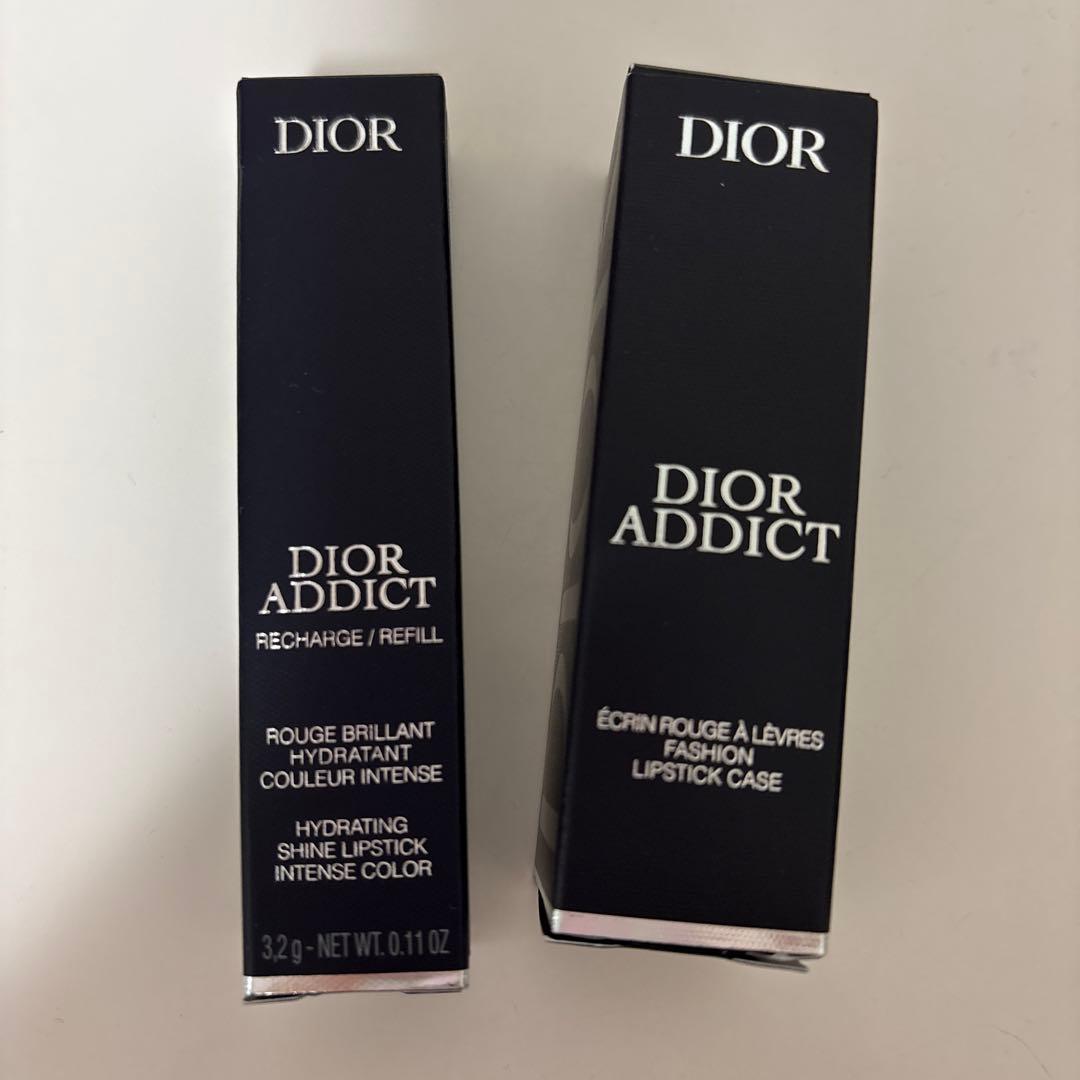 DIOR
DIOR
ADDICT
RECHARGE / REFILL
ROUGE BRILLANT
HYDRATANT
COULEUR INTENSE
HYDRATING
SHINE LIPSTICK
INTENSE COLOR
3,2 g - NET WT. 0.11 OZ
DIOR
DIOR
ADDICT
ÉCRIN ROUGE À LÈVRES
FASHION
LIPSTICK CASE